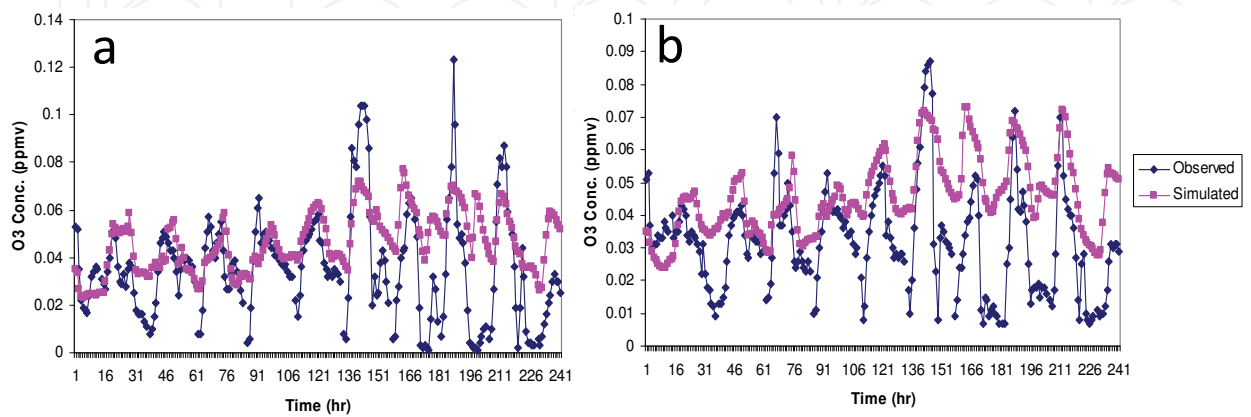 a
O3 Conc. (ppmv)
0.14
0.12
0.1
0.08
0.06
0.04
0.02
0
1 16 31 46 61 76 91 106 121 136 151 166 181 196 211 226 241
Time (hr)
b
O3 Conc. (ppmv)
0.1
0.09
0.08
0.07
0.06
0.05
0.04
0.03
0.02
0.01
0
1 16 31 46 61 76 91 106 121 136 151 166 181 196 211 226 241
Time (hr)
Observed
Simulated